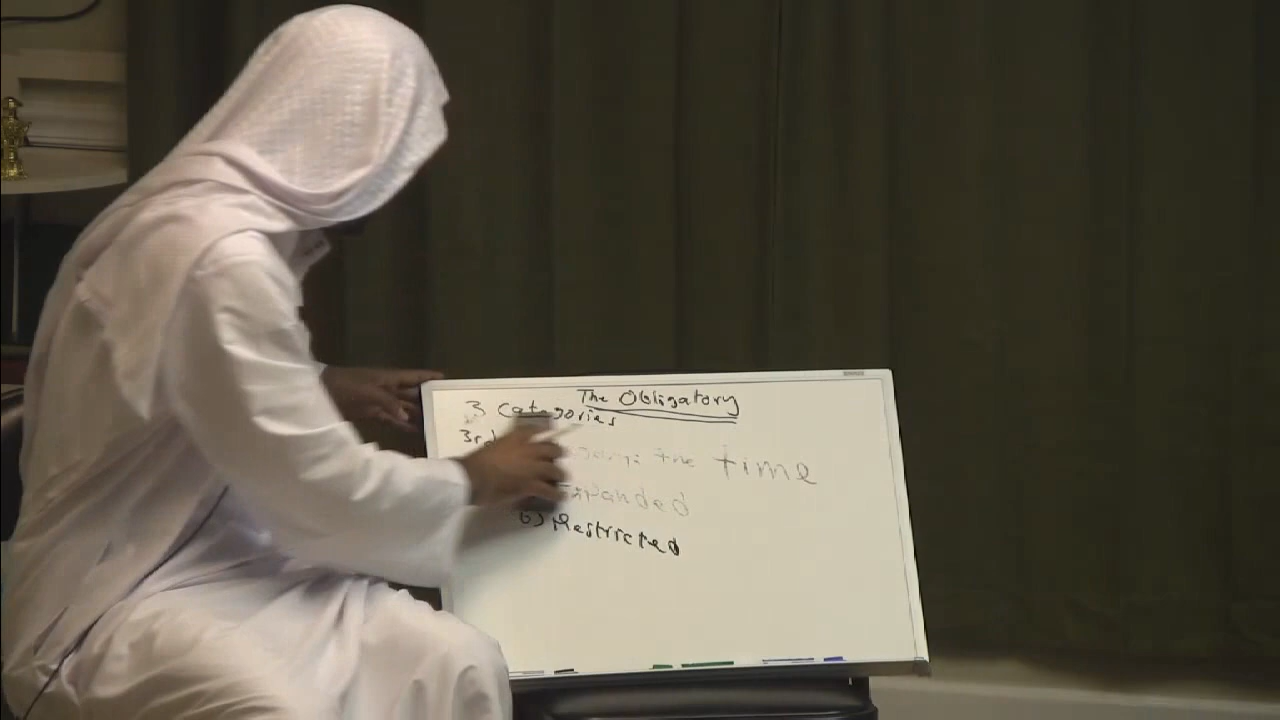 The Obligatory
3 Categories
3rd the time
Expanded
b) Restricted